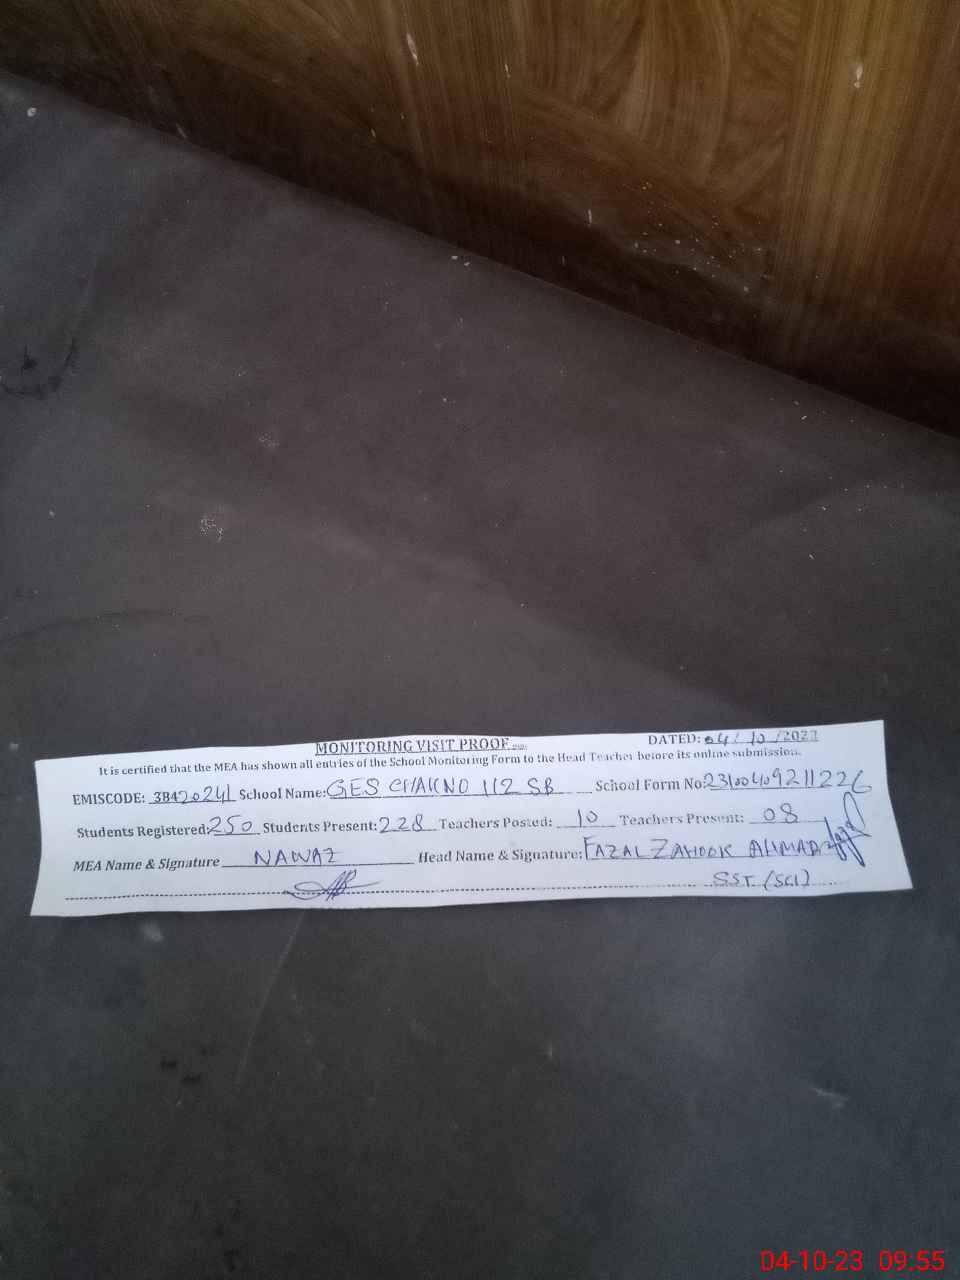 MONITORING VISIT PROOF
DATED: 04/10/2023
It is certified that the MEA has shown all entries of the School Monitoring Form to the Head Teacher before its online submission.
EMISCODE: 38420241 School Name: GES CHAK NO 112 SB School Form No: 23100409211226
Students Registered: 250 Students Present: 228 Teachers Posted: 10 Teachers Present: 08
MEA Name & Signature NAWAZ Head Name & Signature: FAZAL ZAHOOR AHMAD
SST (SCI)
04-10-23 09:55